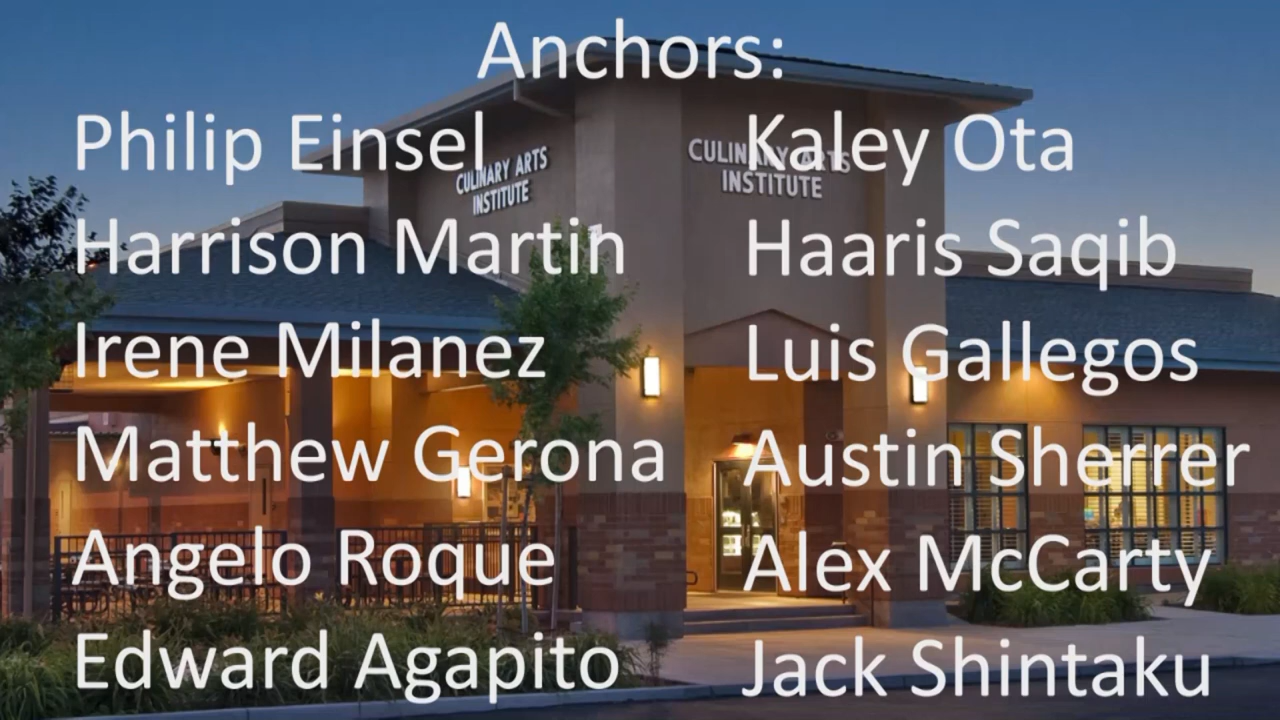 Anchors:
Philip Einsel
Harrison Martin
Irene Milanez
Matthew Gerona
Angelo Roque
Edward Agapito
Kaley Ota
Haaris Saqib
Luis Gallegos
Austin Sherrer
Alex McCarty
Jack Shintaku
CULINARY ARTS
INSTITUTE
CULINARY ARTS
INSTITUTE